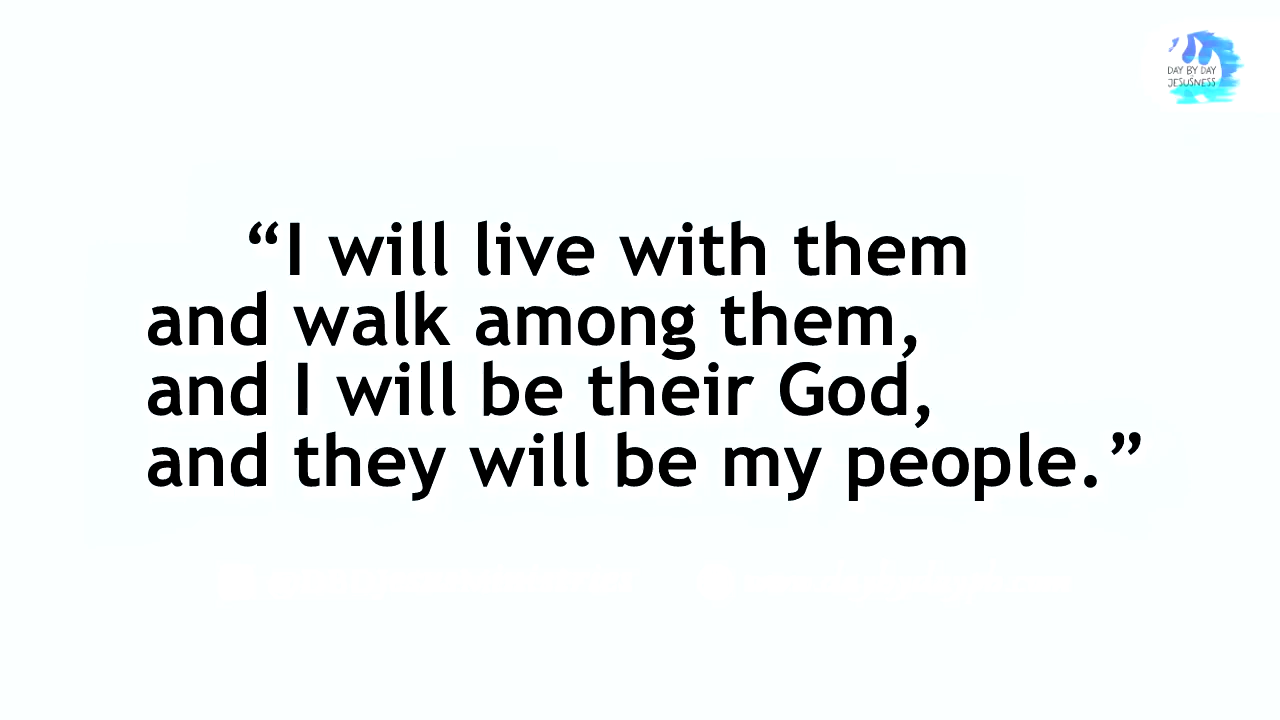 DAY BY DAY
JESUSNESS
“I will live with them
and walk among them,
and I will be their God,
and they will be my people.”